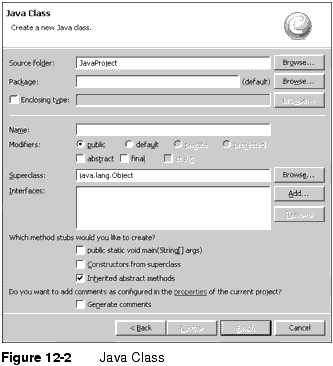 Java Class
Create a new Java class.
Source folder: JavaProject Browse...
Package: (default) Browse...
Enclosing type: Browse...
Name:
Modifiers: public default private protected
abstract final static
Superclass: java.lang.Object Browse...
Interfaces: Add...
Remove
Which method stubs would you like to create?
public static void main(String[] args)
Constructors from superclass
Inherited abstract methods
Do you want to add comments as configured in the properties of the current project?
Generate comments
< Back Next > Finish Cancel
Figure 12-2 Java Class